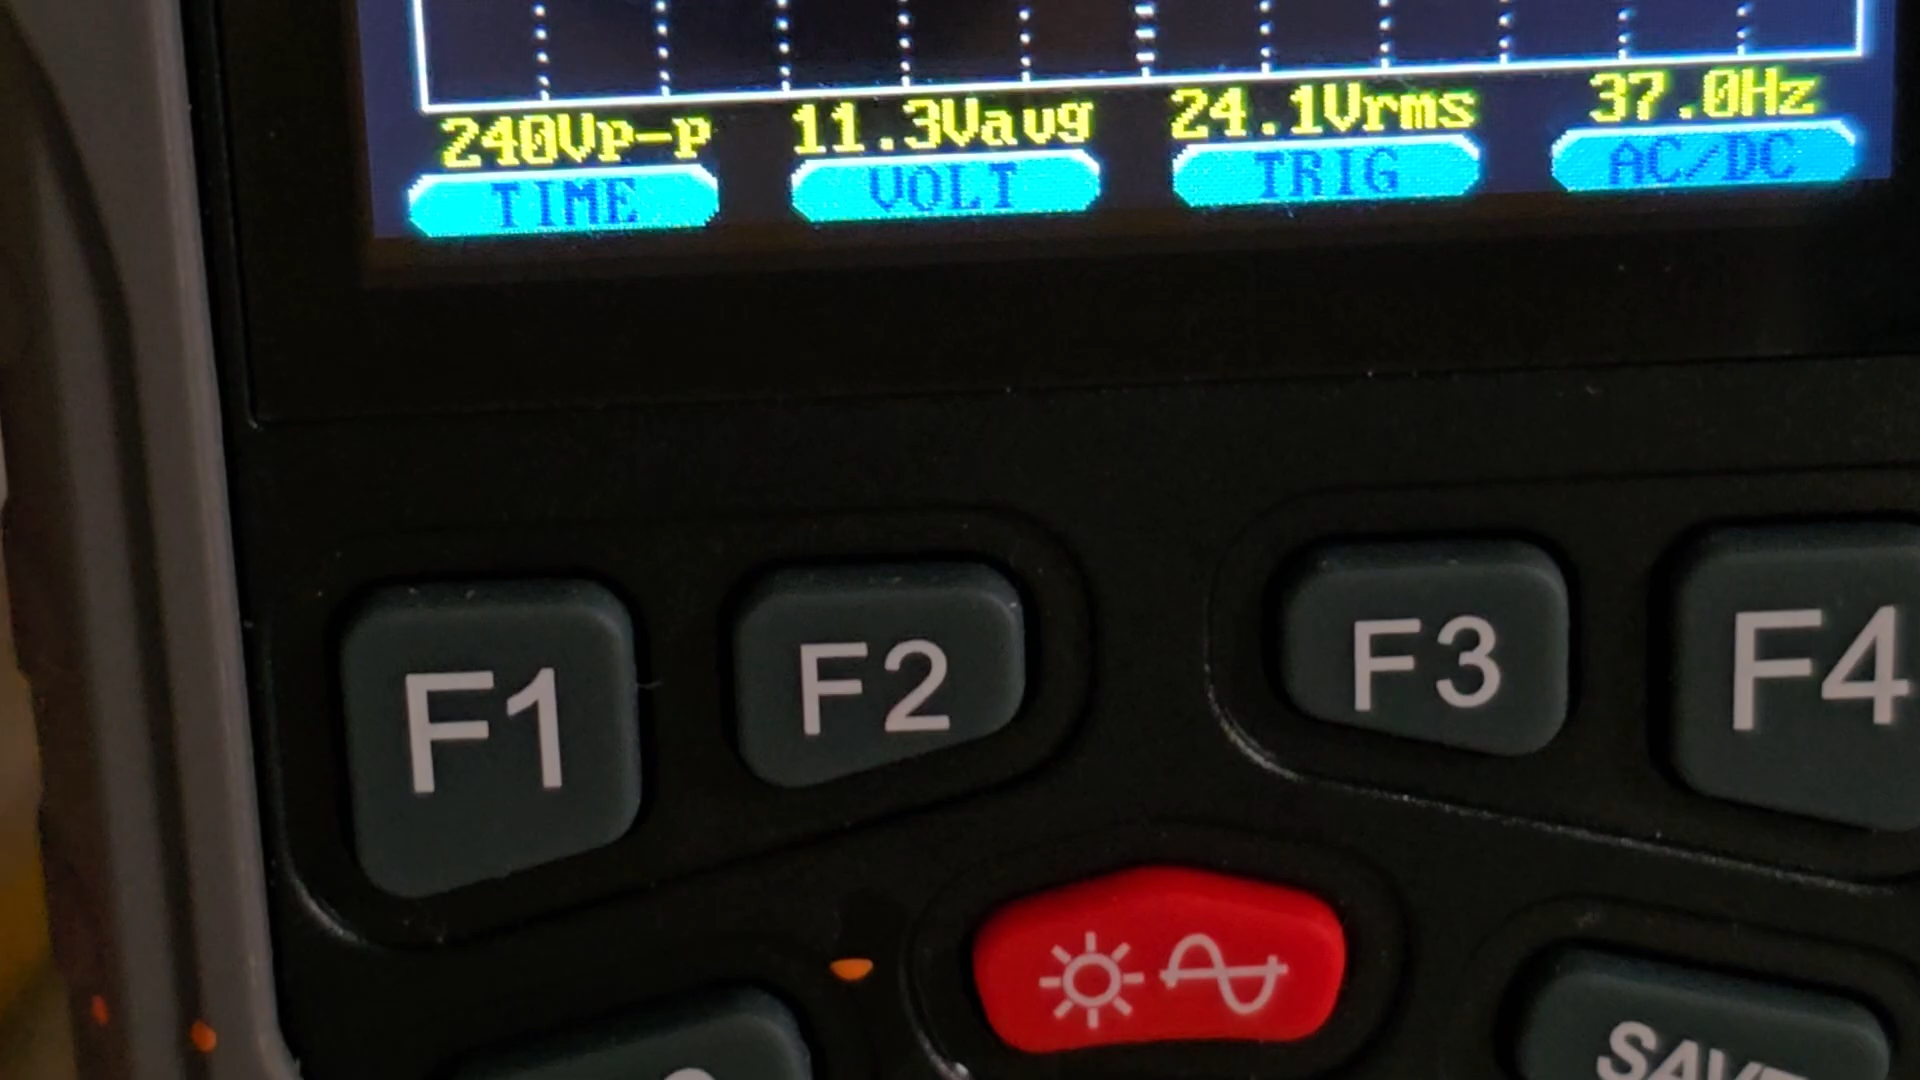 240Vp-p 11.3Vavg 24.1Vrms 37.0Hz
TIME VOLT TRIG AC/DC
F1 F2 F3 F4